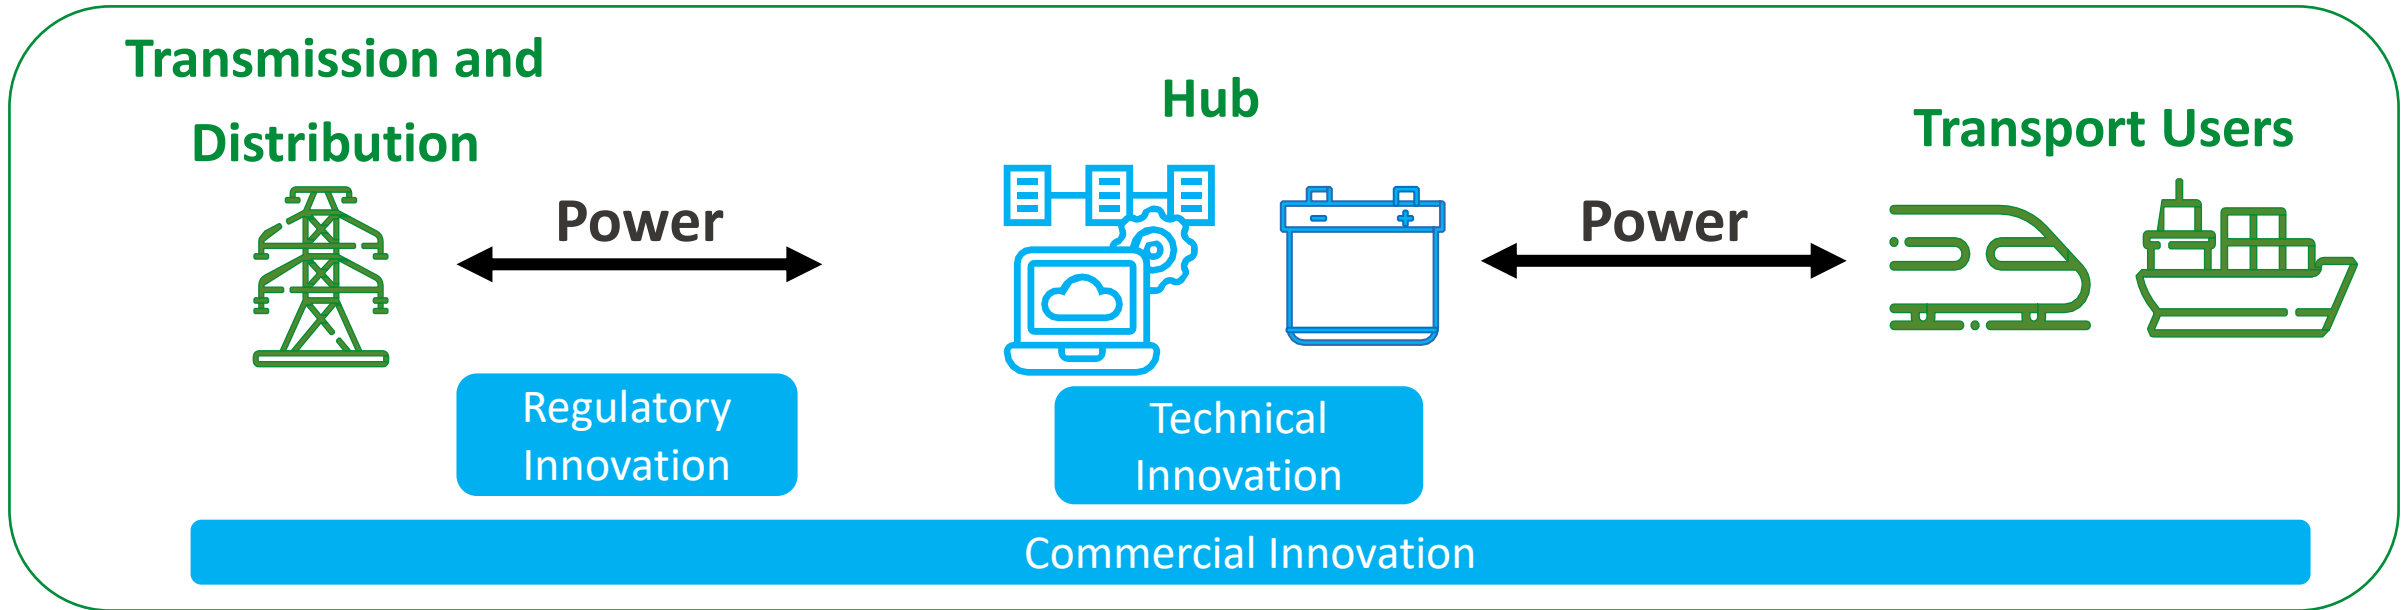 Transmission and
Distribution
Hub
Transport Users
Power
Power
Regulatory
Innovation
Technical
Innovation
Commercial Innovation